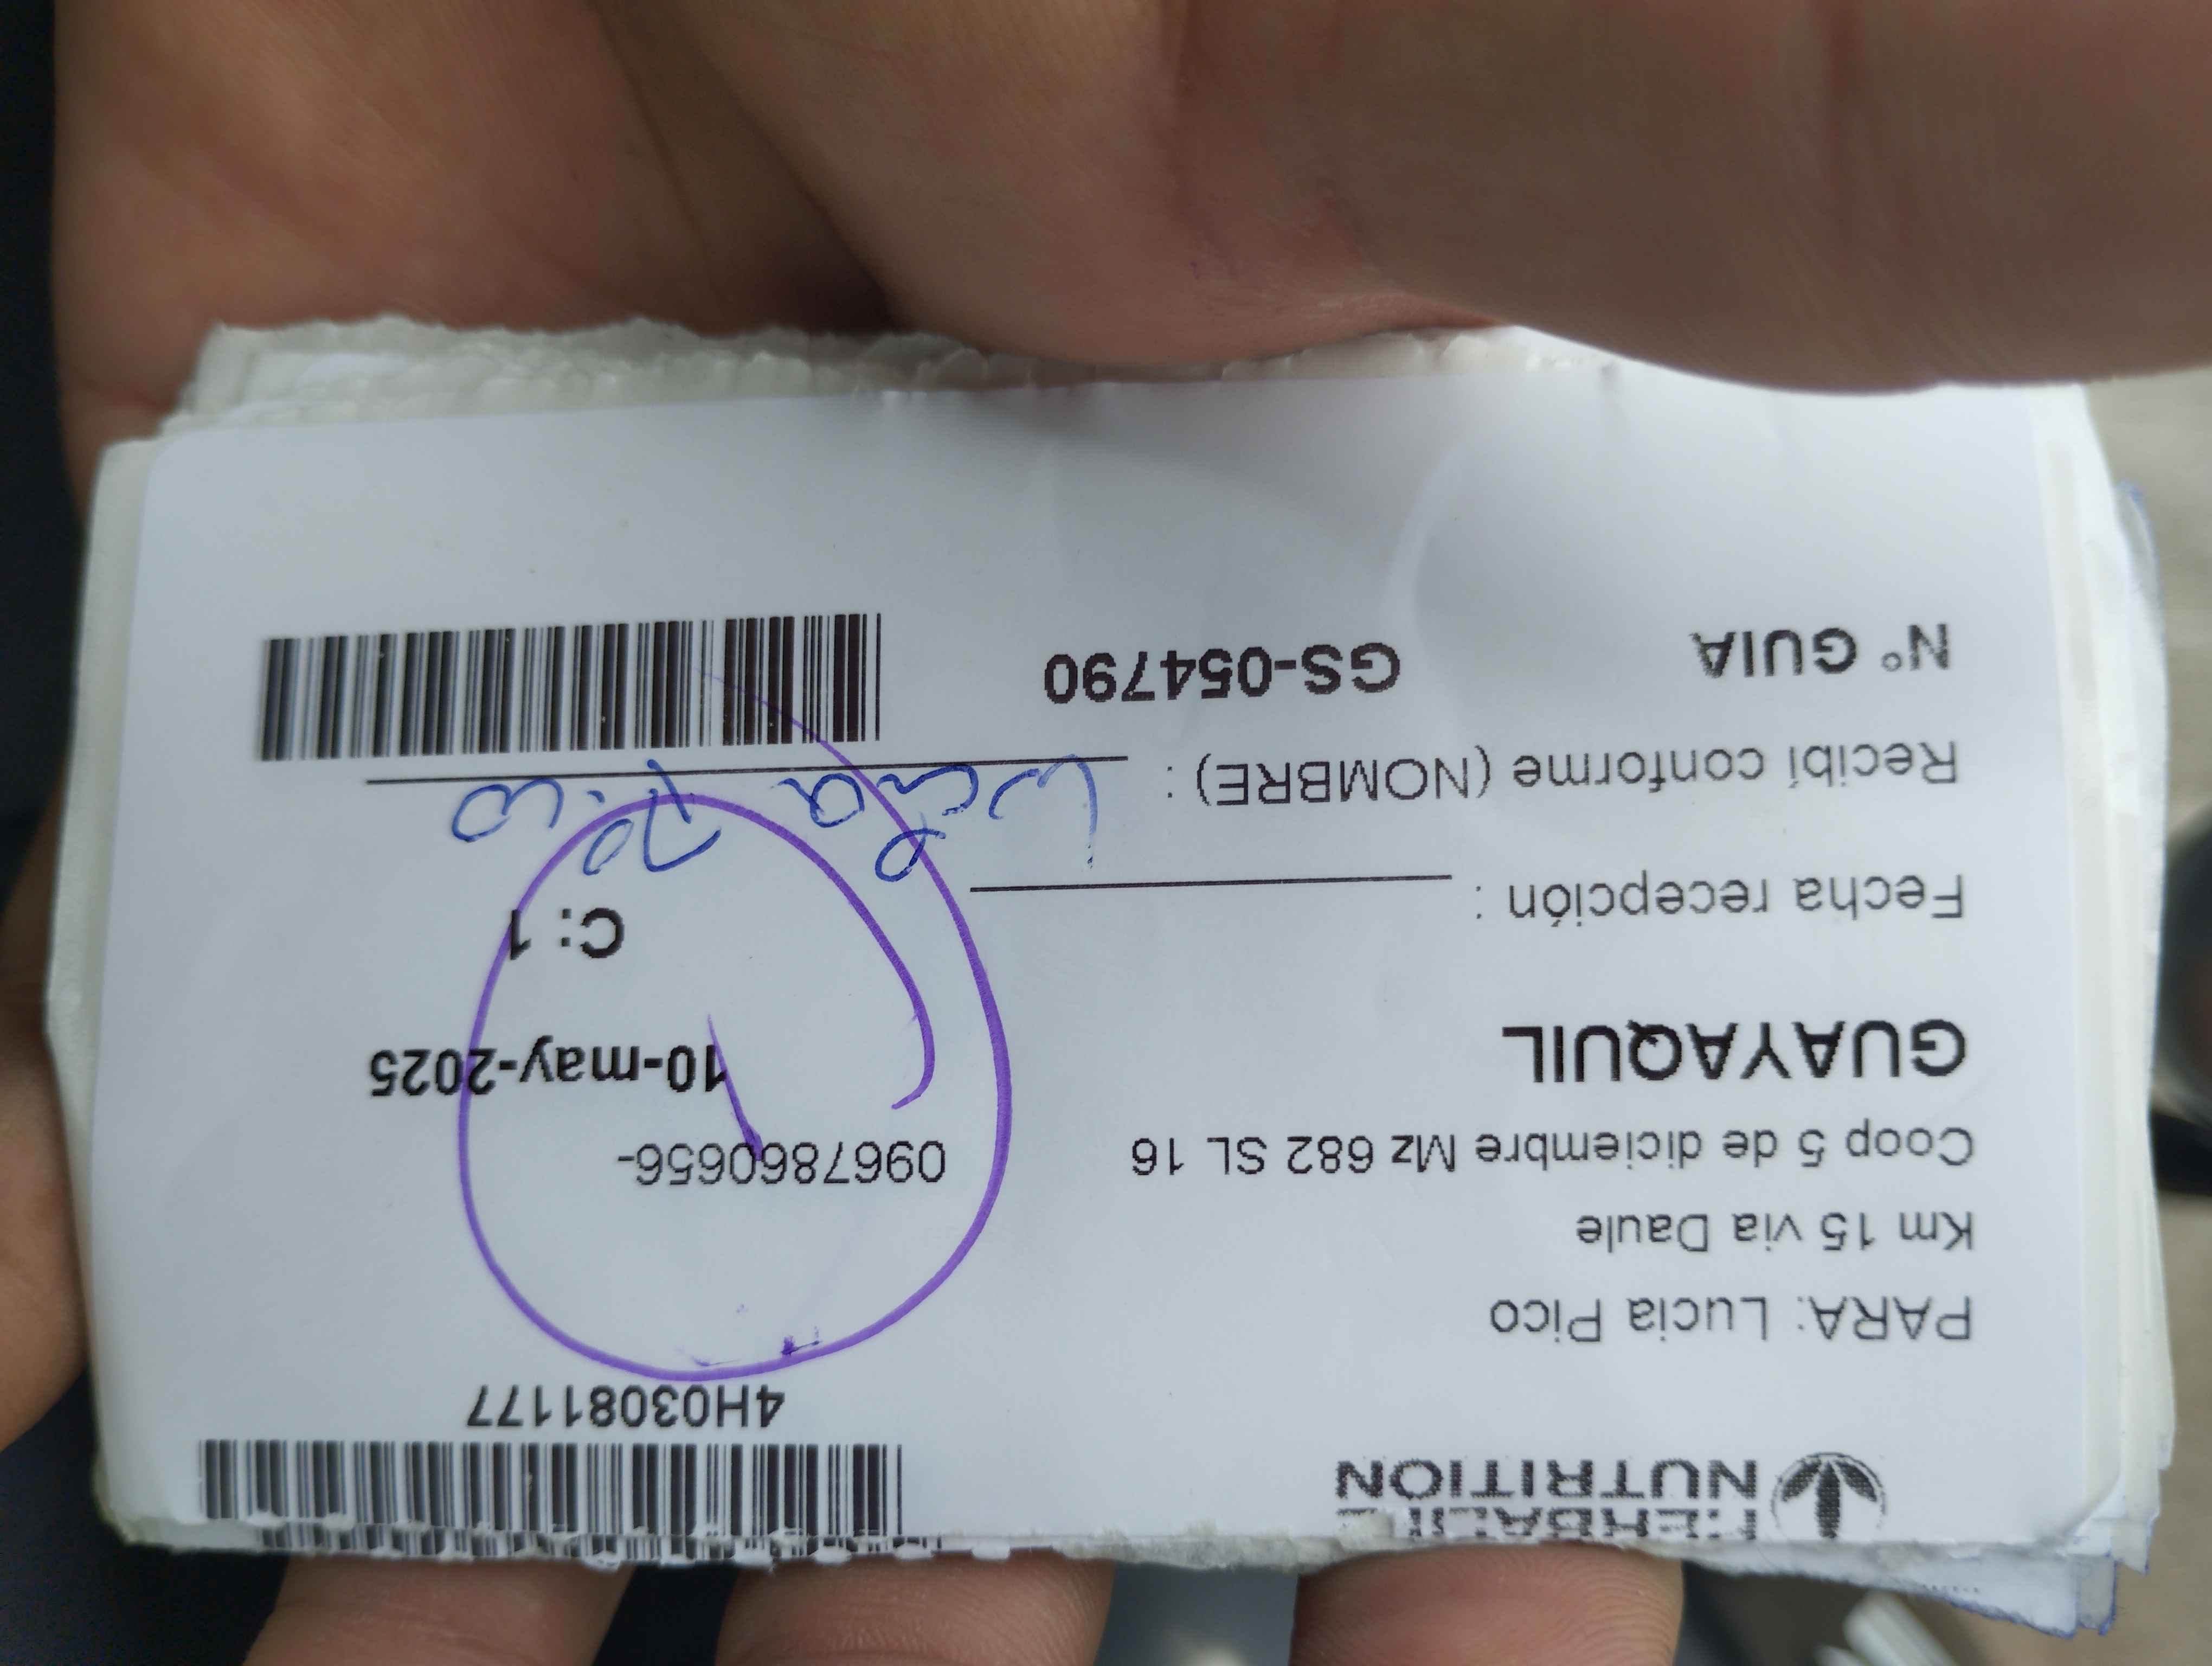 HERBALIFE
NUTRITION
4H03081177
PARA: Lucia Pico
Km 15 via Daule
Coop 5 de diciembre Mz 682 SL 16
0967860656-
GUAYAQUIL
10-may-2025
C: 1
Fecha recepción :
Recibí conforme (NOMBRE) : Lucia Pico
N° GUIA GS-054790